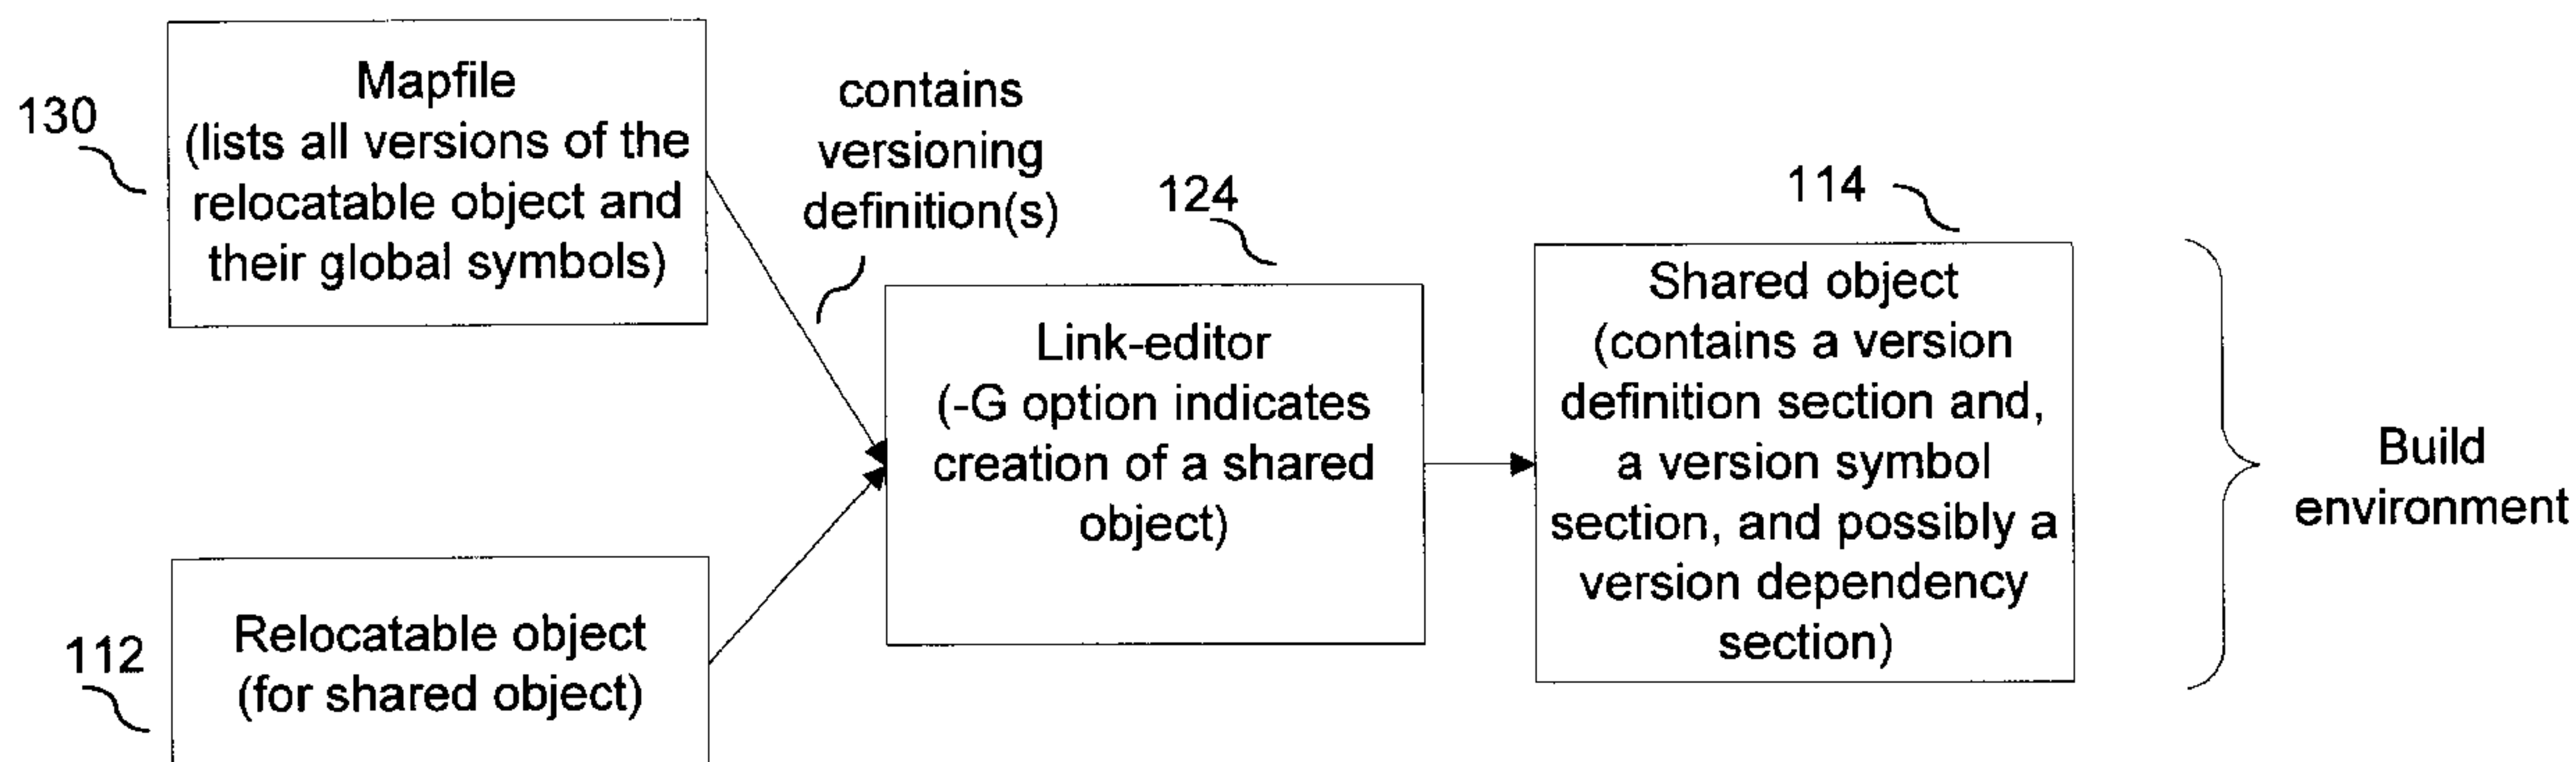 130
Mapfile
(lists all versions of the
relocatable object and
their global symbols)
contains
versioning
definition(s)
124
Link-editor
(-G option indicates
creation of a shared
object)
114
Shared object
(contains a version
definition section and,
a version symbol
section, and possibly a
version dependency
section)
Build
environment
112
Relocatable object
(for shared object)